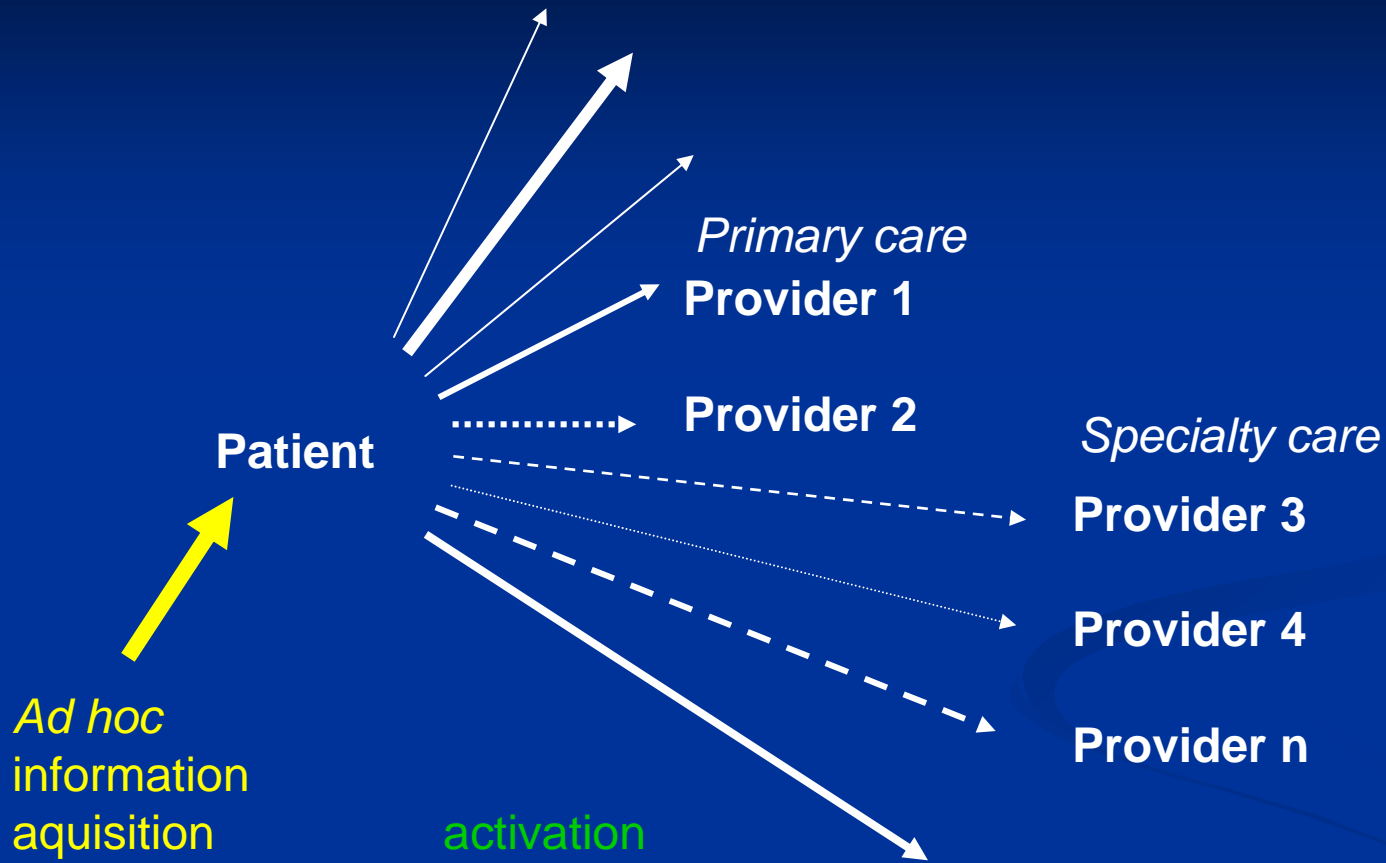 Primary care
Provider 1
Provider 2
Patient
Specialty care
Provider 3
Provider 4
Provider n
Ad hoc
information
aquisition
activation